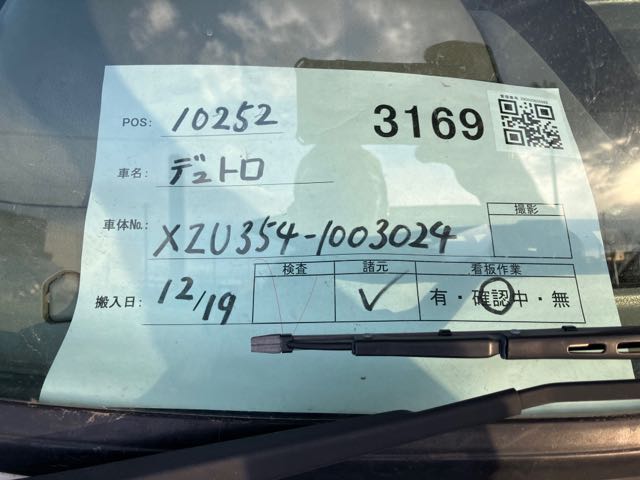 POS: 10252
3169
車名: デュトロ
車体No.: XZU354-1003024
撮影
検査 諸元 看板作業
搬入日: 12/19 ✓ 有・確認中・無